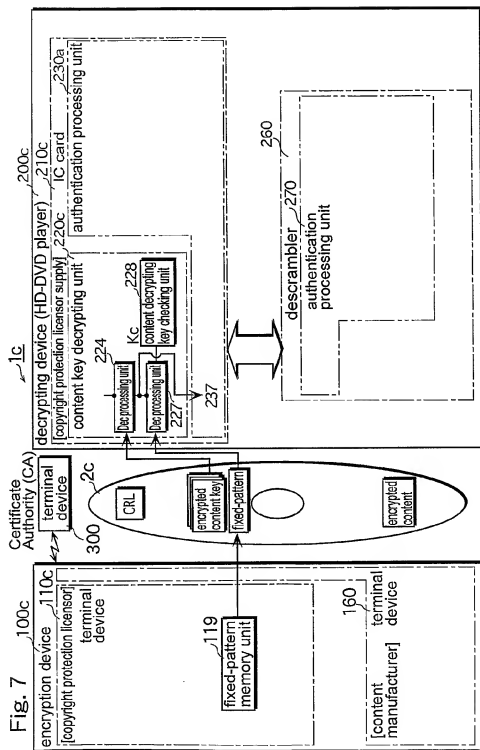 Fig. 7
1c
100c
encryption device
110c
[copyright protection licensor]
terminal device
119
fixed-pattern
memory unit
160
[content
manufacturer]
terminal
device
Certificate
Authority (CA)
terminal
device
300
2c
CRL
encrypted content key
fixed-pattern
encrypted
content
200c
decrypting device (HD-DVD player)
210c
[copyright protection licensor supply]
IC card
220c
content key decrypting unit
230a
authentication processing unit
224
Dec processing unit
Kc
228
content decrypting
key checking unit
Dec processing unit
227
237
260
descrambler
270
authentication
processing unit